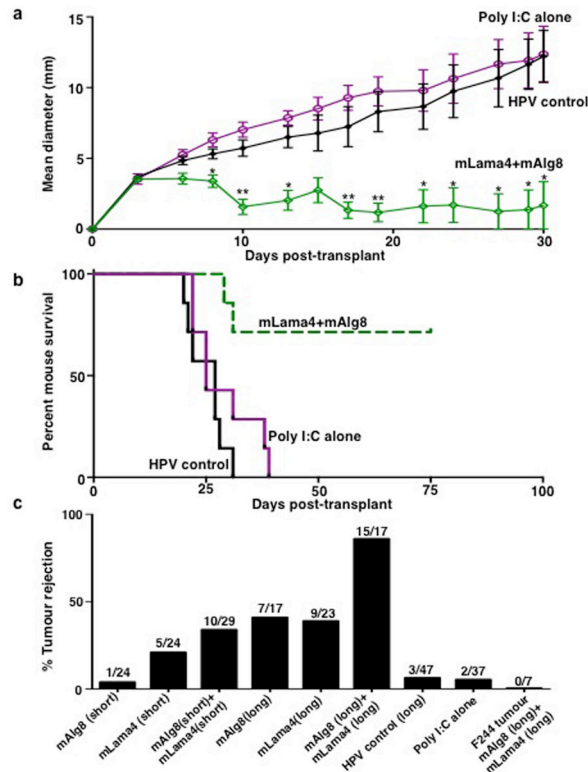 a
Poly I:C alone
15
10
5
0
Mean diameter (mm)
HPV control
mLama4+mAlg8
* ** * ** ** * * * * *
0 10 20 30
Days post-transplant
b
100
50
0
Percent mouse survival
mLama4+mAlg8
Poly I:C alone
HPV control
0 25 50 75 100
Days post-transplant
c
100
50
0
% Tumour rejection
1/24
5/24
10/29
7/17
9/23
15/17
3/47
2/37
0/7
mAlg8 (short)
mLama4 (short)
mAlg8(short)+
mLama4(short)
mAlg8(long)
mLama4(long)
mAlg8 (long)+
mLama4 (long)
HPV control (long)
Poly I:C alone
F244 tumour
mAlg8 (long)+
mLama4 (long)